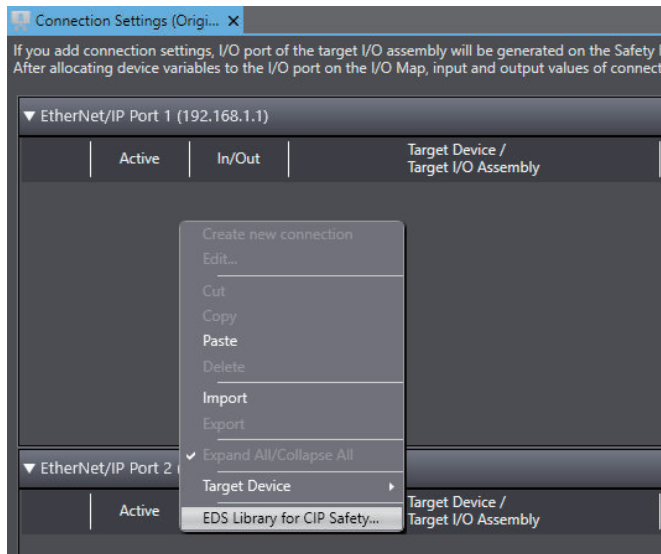 Connection Settings (Origi... X
If you add connection settings, I/O port of the target I/O assembly will be generated on the Safety
After allocating device variables to the I/O port on the I/O Map, input and output values of connect
▼ EtherNet/IP Port 1 (192.168.1.1)
Active In/Out Target Device /
Target I/O Assembly
Create new connection
Edit...
Cut
Copy
Paste
Delete
Import
Export
Expand All/Collapse All
▼ EtherNet/IP Port 2 (
Target Device
Active
Target Device /
Target I/O Assembly
EDS Library for CIP Safety...